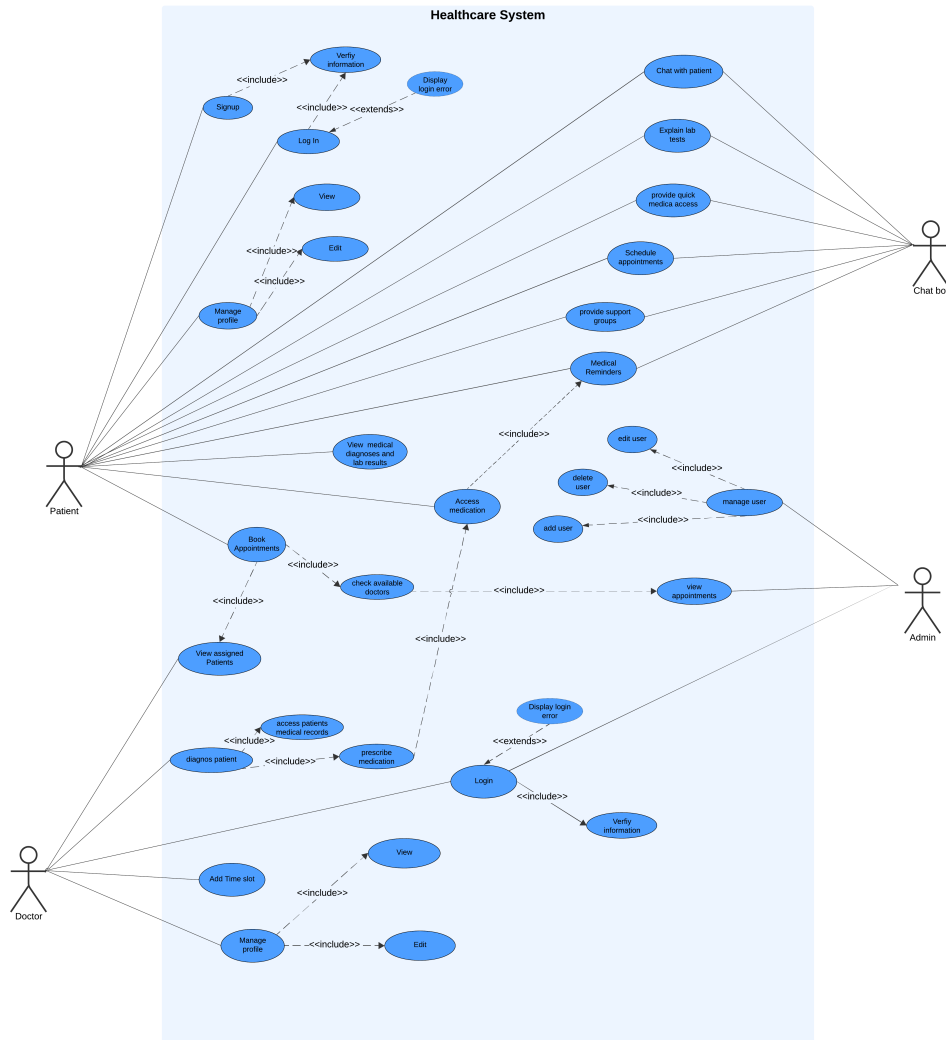 Healthcare System
Verfiy
information
<<include>>
Display
login error
Signup
<<include>>
<<extends>>
Log In
Chat with patient
Explain lab
tests
View
provide quick
medica access
Edit
<<include>>
<<include>>
Schedule
appointments
Chat bo
Manage
profile
provide support
groups
Medical
Reminders
<<include>>
edit user
View  medical
diagnoses and
lab results
<<include>>
delete
user
<<include>>
manage user
Patient
Access
medication
<<include>>
add user
Book
Appointments
<<include>>
check available
doctors
<<include>>
view
appointments
<<include>>
Admin
<<include>>
View assigned
Patients
Display login
error
access patients
medical records
<<include>>
<<extends>>
diagnos patient
<<include>>
prescribe
medication
Login
<<include>>
Verfiy
information
View
Add Time slot
<<include>>
Doctor
Manage
profile
<<include>>
Edit